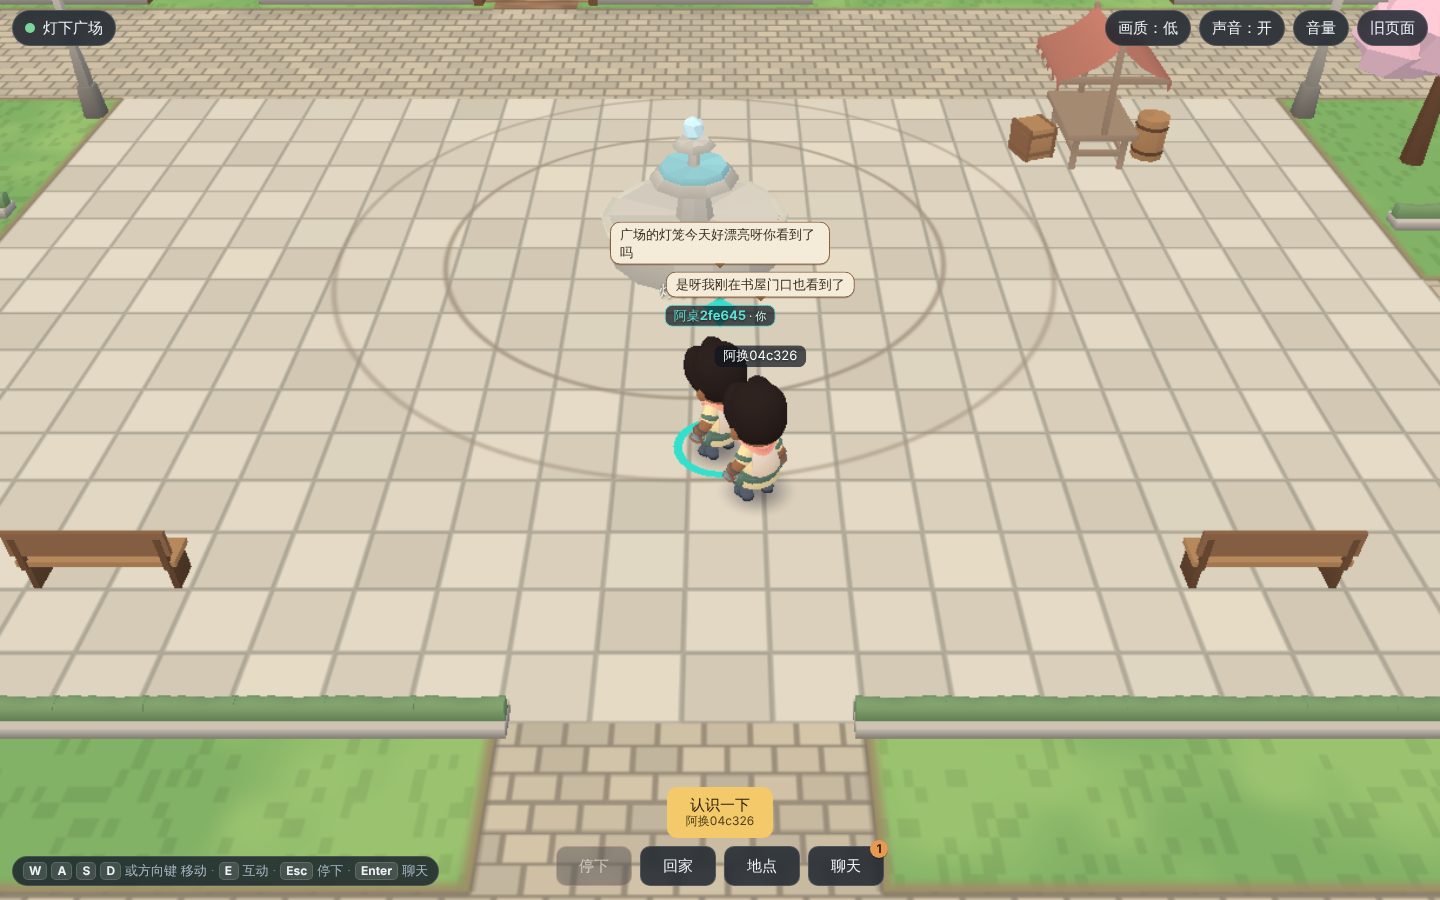 灯下广场
画质：低
声音：开
音量
旧页面
广场的灯笼今天好漂亮呀你看到了
吗
是呀我刚在书屋门口也看到了
阿桌2fe645 · 你
阿换04c326
认识一下
阿换04c326
停下
回家
地点
聊天
1
W A S D 或方向键 移动 · E 互动 · Esc 停下 · Enter 聊天